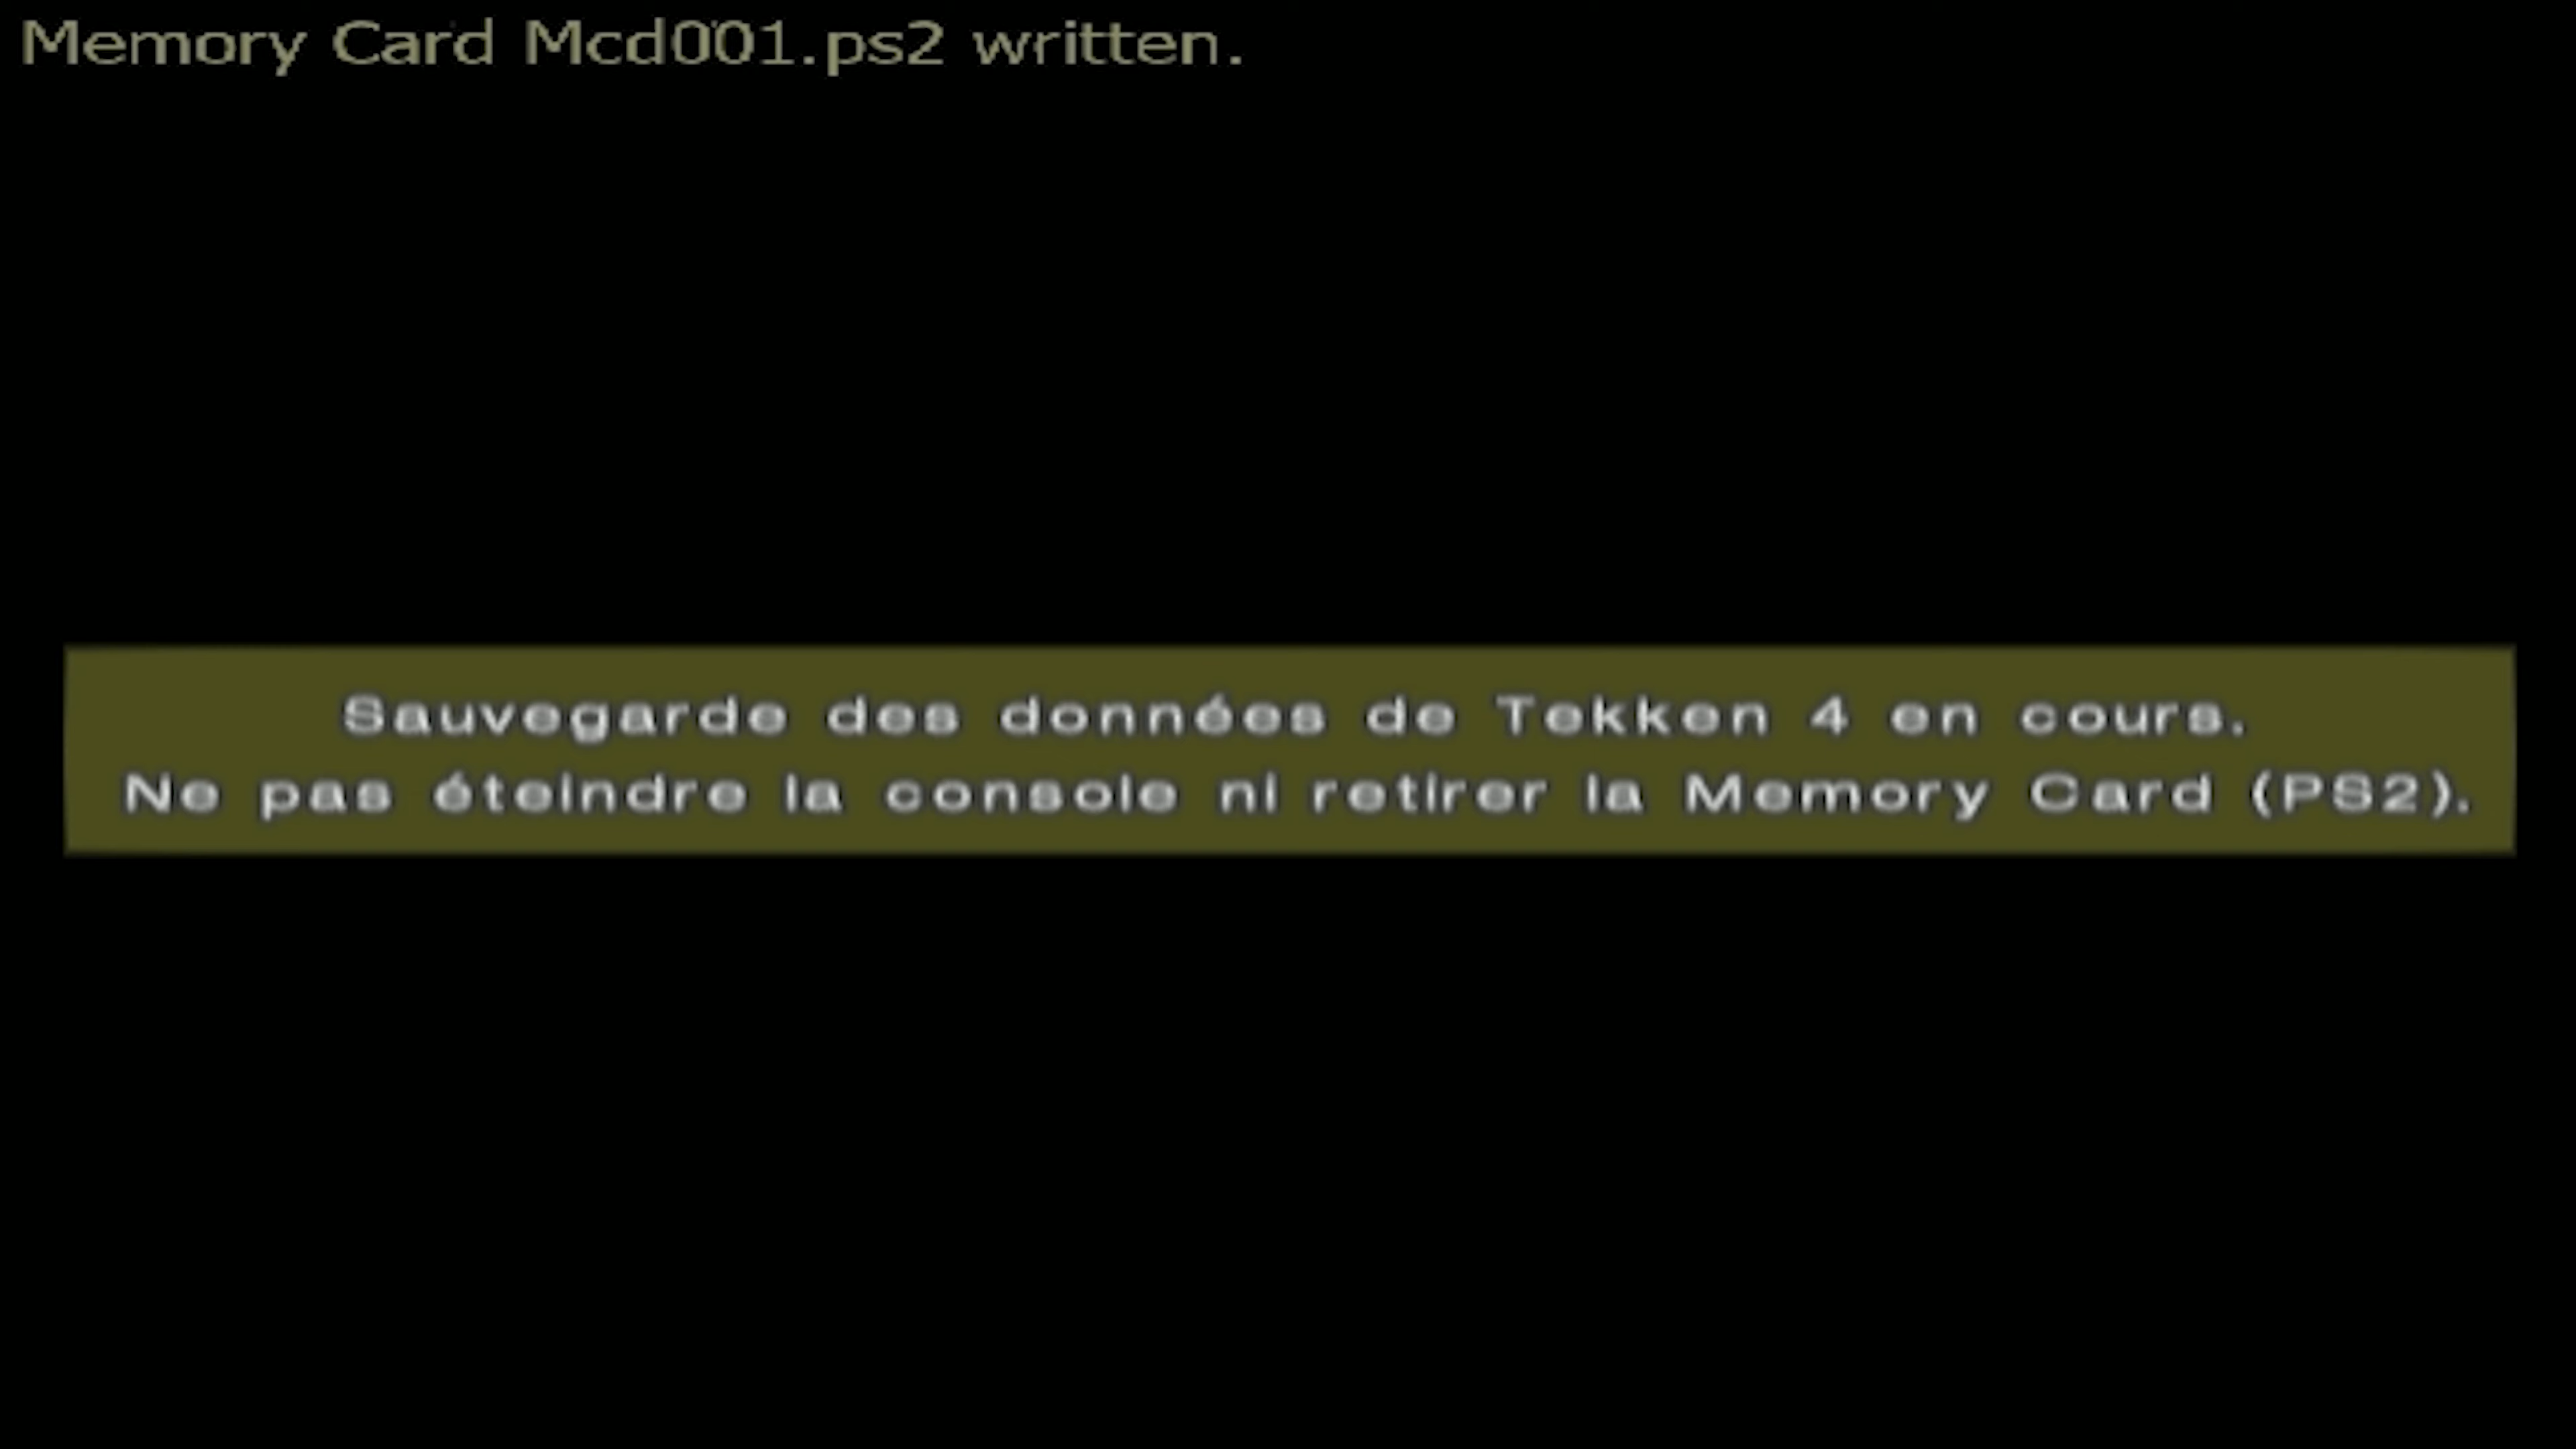 Memory Card Mcd001.ps2 written.
Sauvegarde des données de Tekken 4 en cours.
Ne pas éteindre la console ni retirer la Memory Card (PS2).